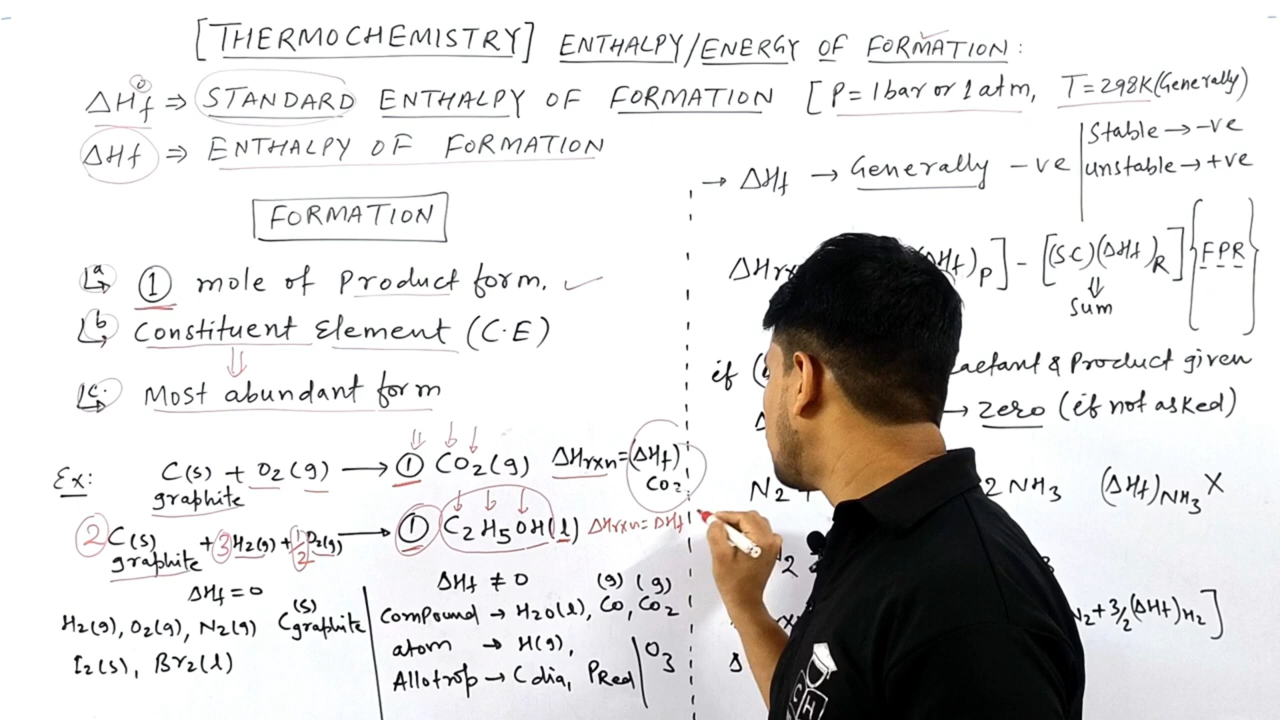 [THERMOCHEMISTRY] ENTHALPY/ENERGY OF FORMATION:
ΔHf⁰ ⇒ STANDARD ENTHALPY OF FORMATION [P = 1 bar or 1 atm, T = 298K (Generally)
ΔHf ⇒ ENTHALPY OF FORMATION
FORMATION
a ① mole of Product form. ✓
b Constituent Element (C.E)
⇓
c. Most abundant form
Ex: C(s) + O2(g) → ① CO2(g) ΔHrxn = (ΔHf) CO2
graphite
2 C(s) + 3 H2(g) + 1/2 O2(g) → ① C2H5OH(l) ΔHrxn = ΔHf
graphite
ΔHf = 0
H2(g), O2(g), N2(g) C(s) graphite
I2(s), Br2(l)
ΔHf ≠ 0
Compound → H2O(l), CO(g), CO2(g)
atom → H(g),
Allotrop → C dia, P Red | O3
→ ΔHf → Generally -ve
Stable → -ve
Unstable → +ve
Hf)P] - [(SC)(ΔHf)R] {FPR}
⇓
Sum
if
& Product given
→ Zero (if not asked)
N2 + 2 NH3 (ΔHf)NH3 X
N2 + 3/2 (ΔHf)H2]